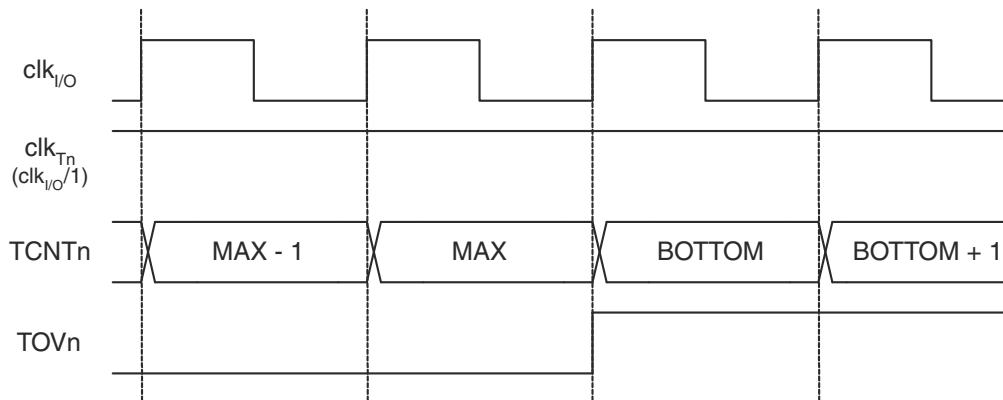 clkI/O
clkTn
(clkI/O/1)
TCNTn MAX - 1 MAX BOTTOM BOTTOM + 1
TOVn